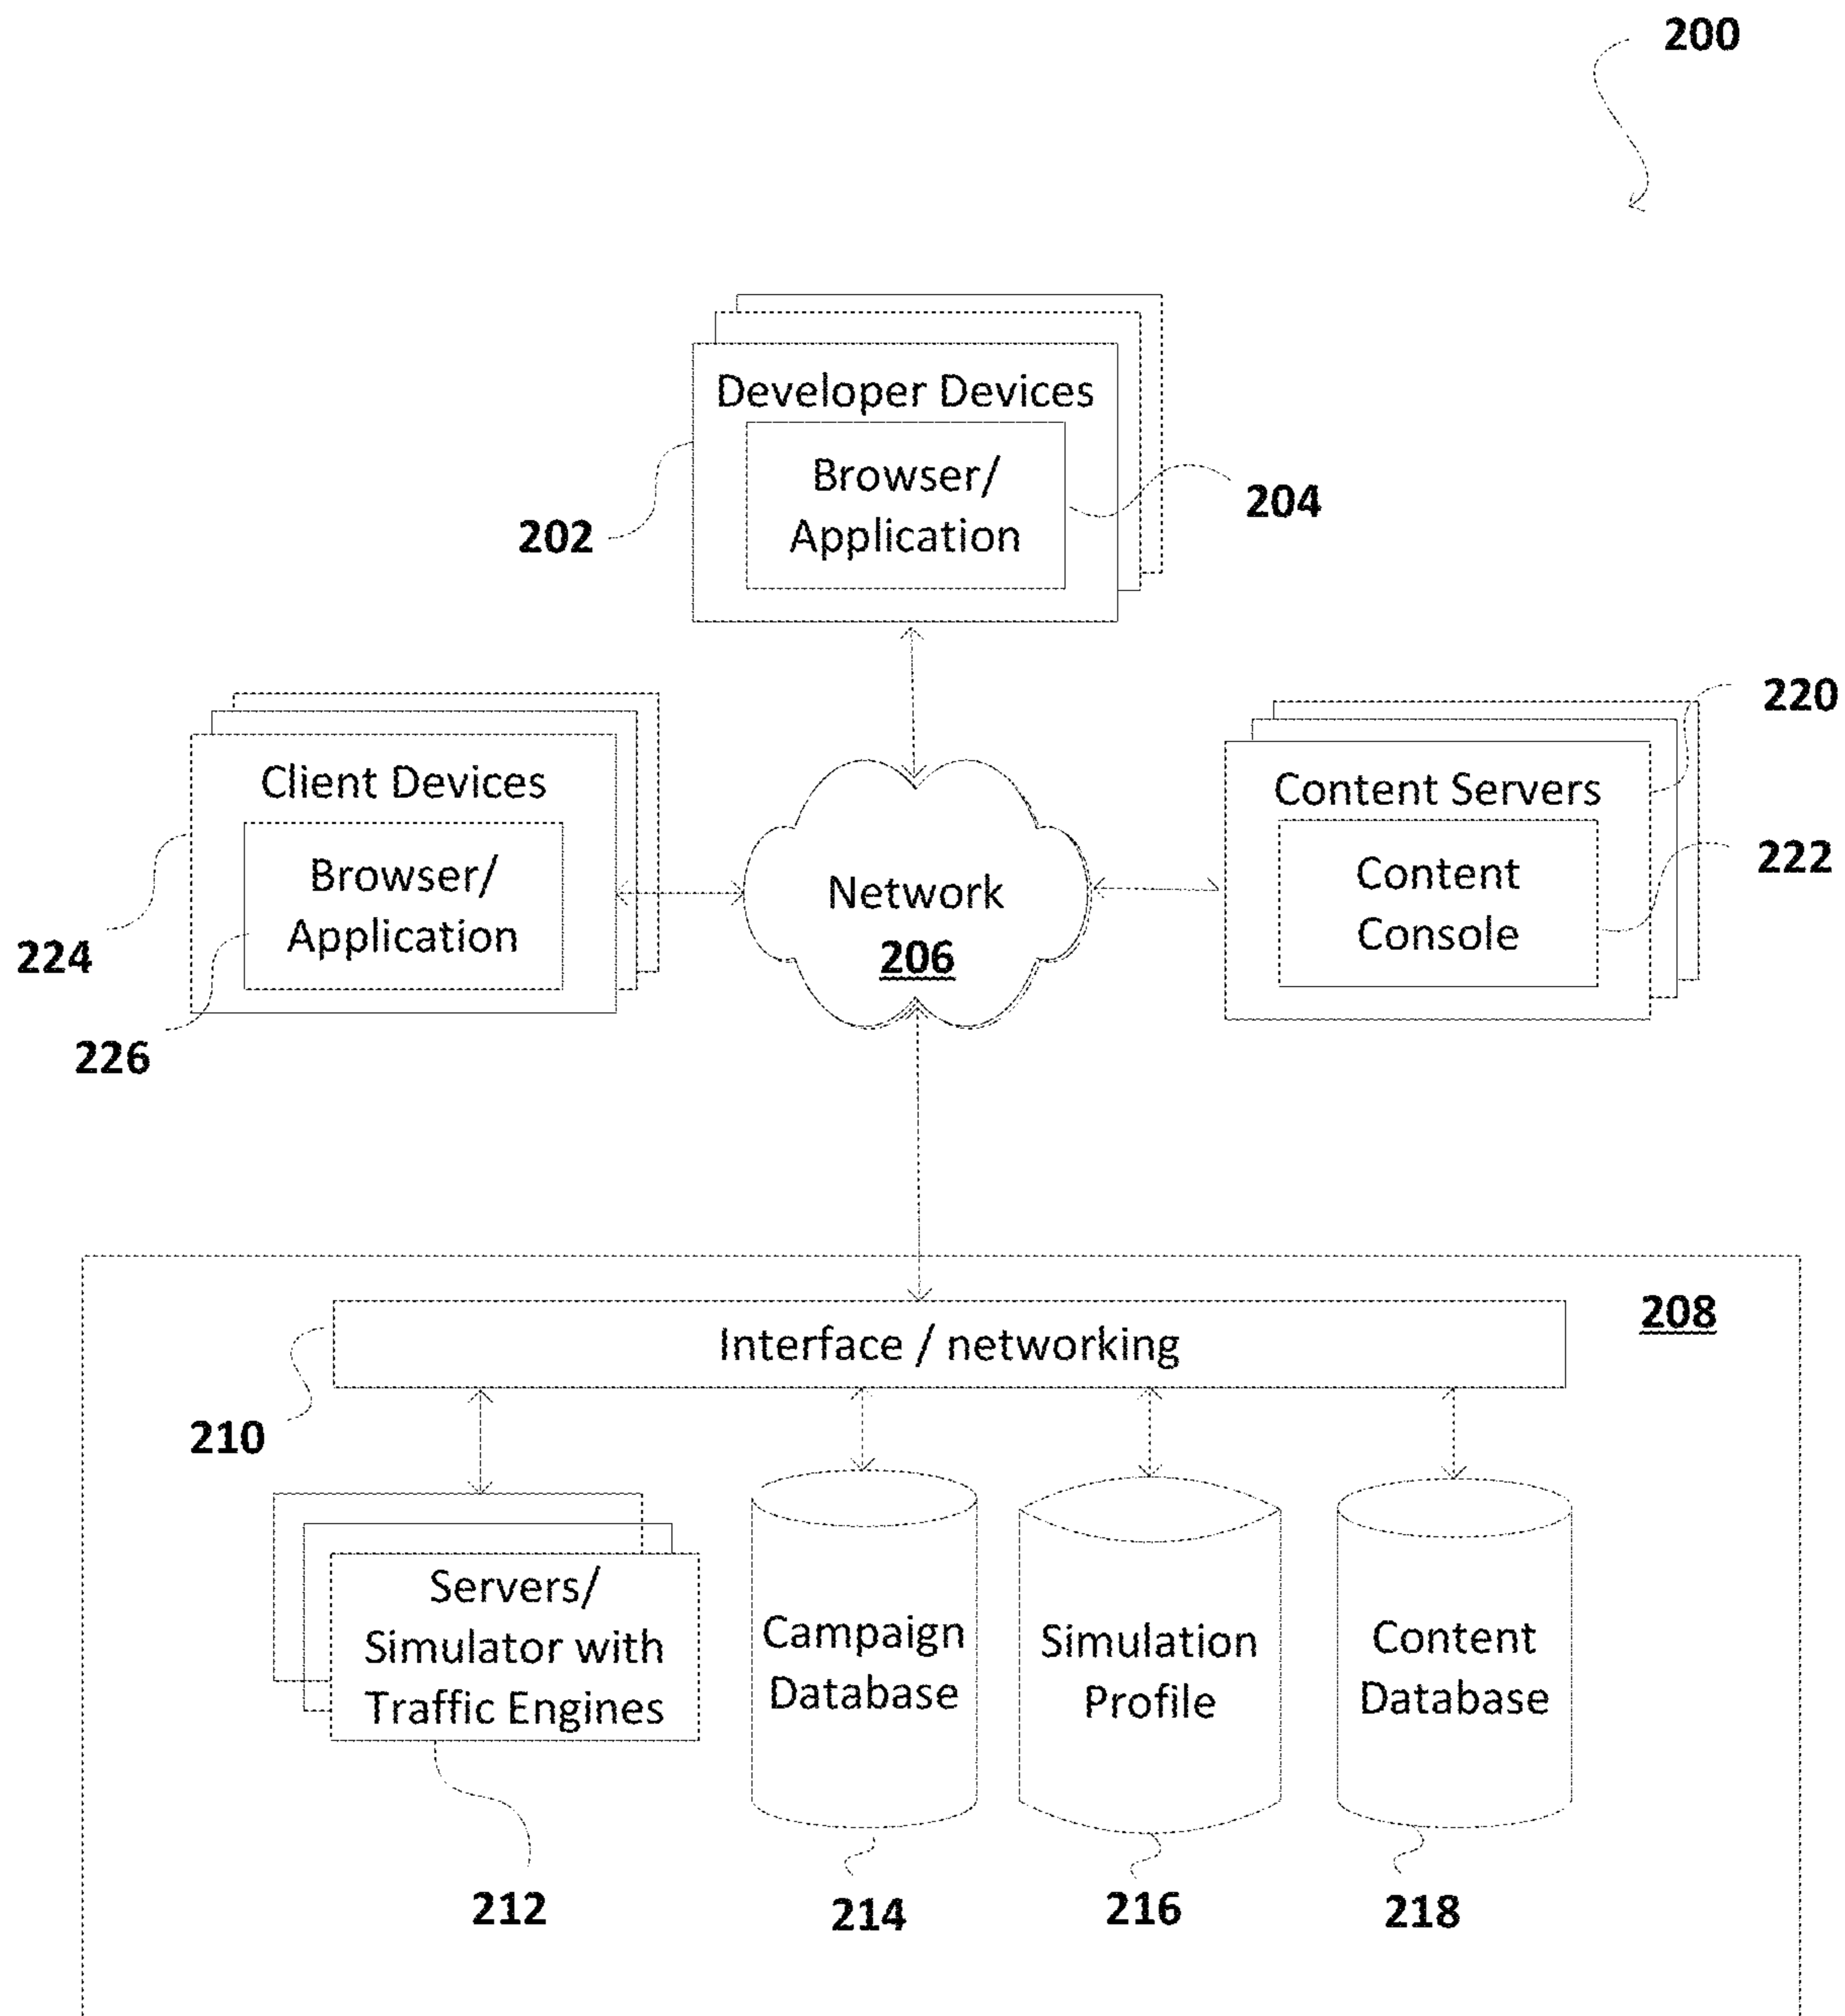 200
Developer Devices
Browser/
Application
202
204
Client Devices
Browser/
Application
224
226
Network
206
220
Content Servers
Content
Console
222
208
Interface / networking
210
Servers/
Simulator with
Traffic Engines
Campaign
Database
Simulation
Profile
Content
Database
212
214
216
218